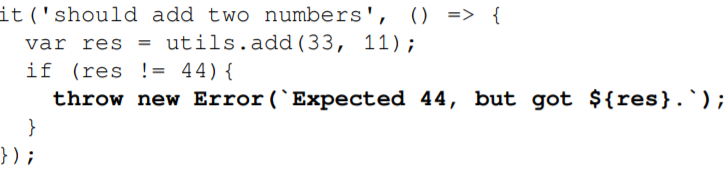 it('should add two numbers', () => {
  var res = utils.add(33, 11);
  if (res != 44){
    throw new Error(`Expected 44, but got ${res}.`);
  }
});